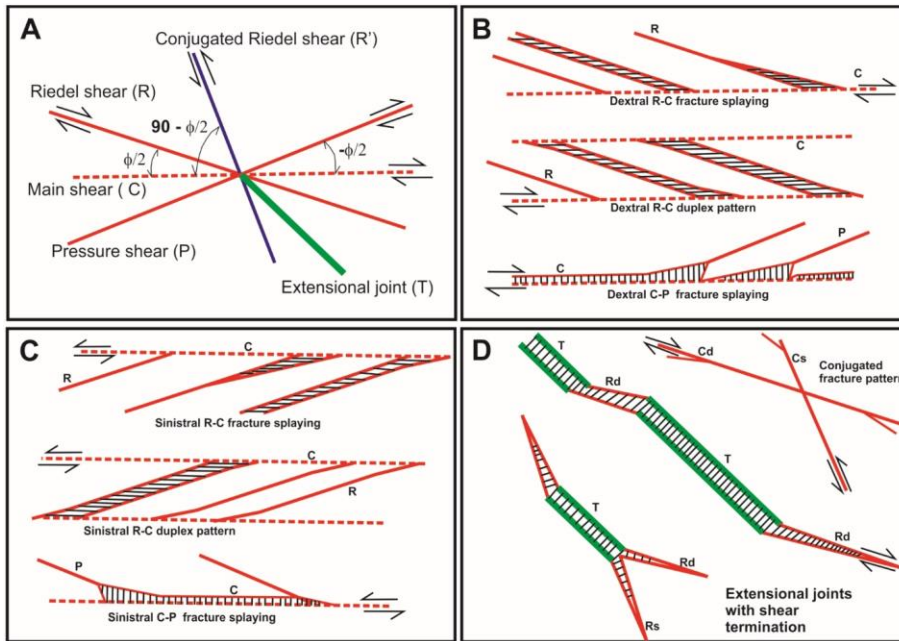 A
Conjugated Riedel shear (R')
Riedel shear (R)
90 - ϕ/2
ϕ/2
-ϕ/2
Main shear ( C)
Pressure shear (P)
Extensional joint (T)
B
R
C
Dextral R-C fracture splaying
C
R
Dextral R-C duplex pattern
P
C
Dextral C-P fracture splaying
C
C
R
Sinistral R-C fracture splaying
C
R
Sinistral R-C duplex pattern
P
C
Sinistral C-P fracture splaying
D
T
Rd
Cd
Cs
Conjugated
fracture pattern
T
T
Rd
Rd
Rs
Extensional joints
with shear
termination